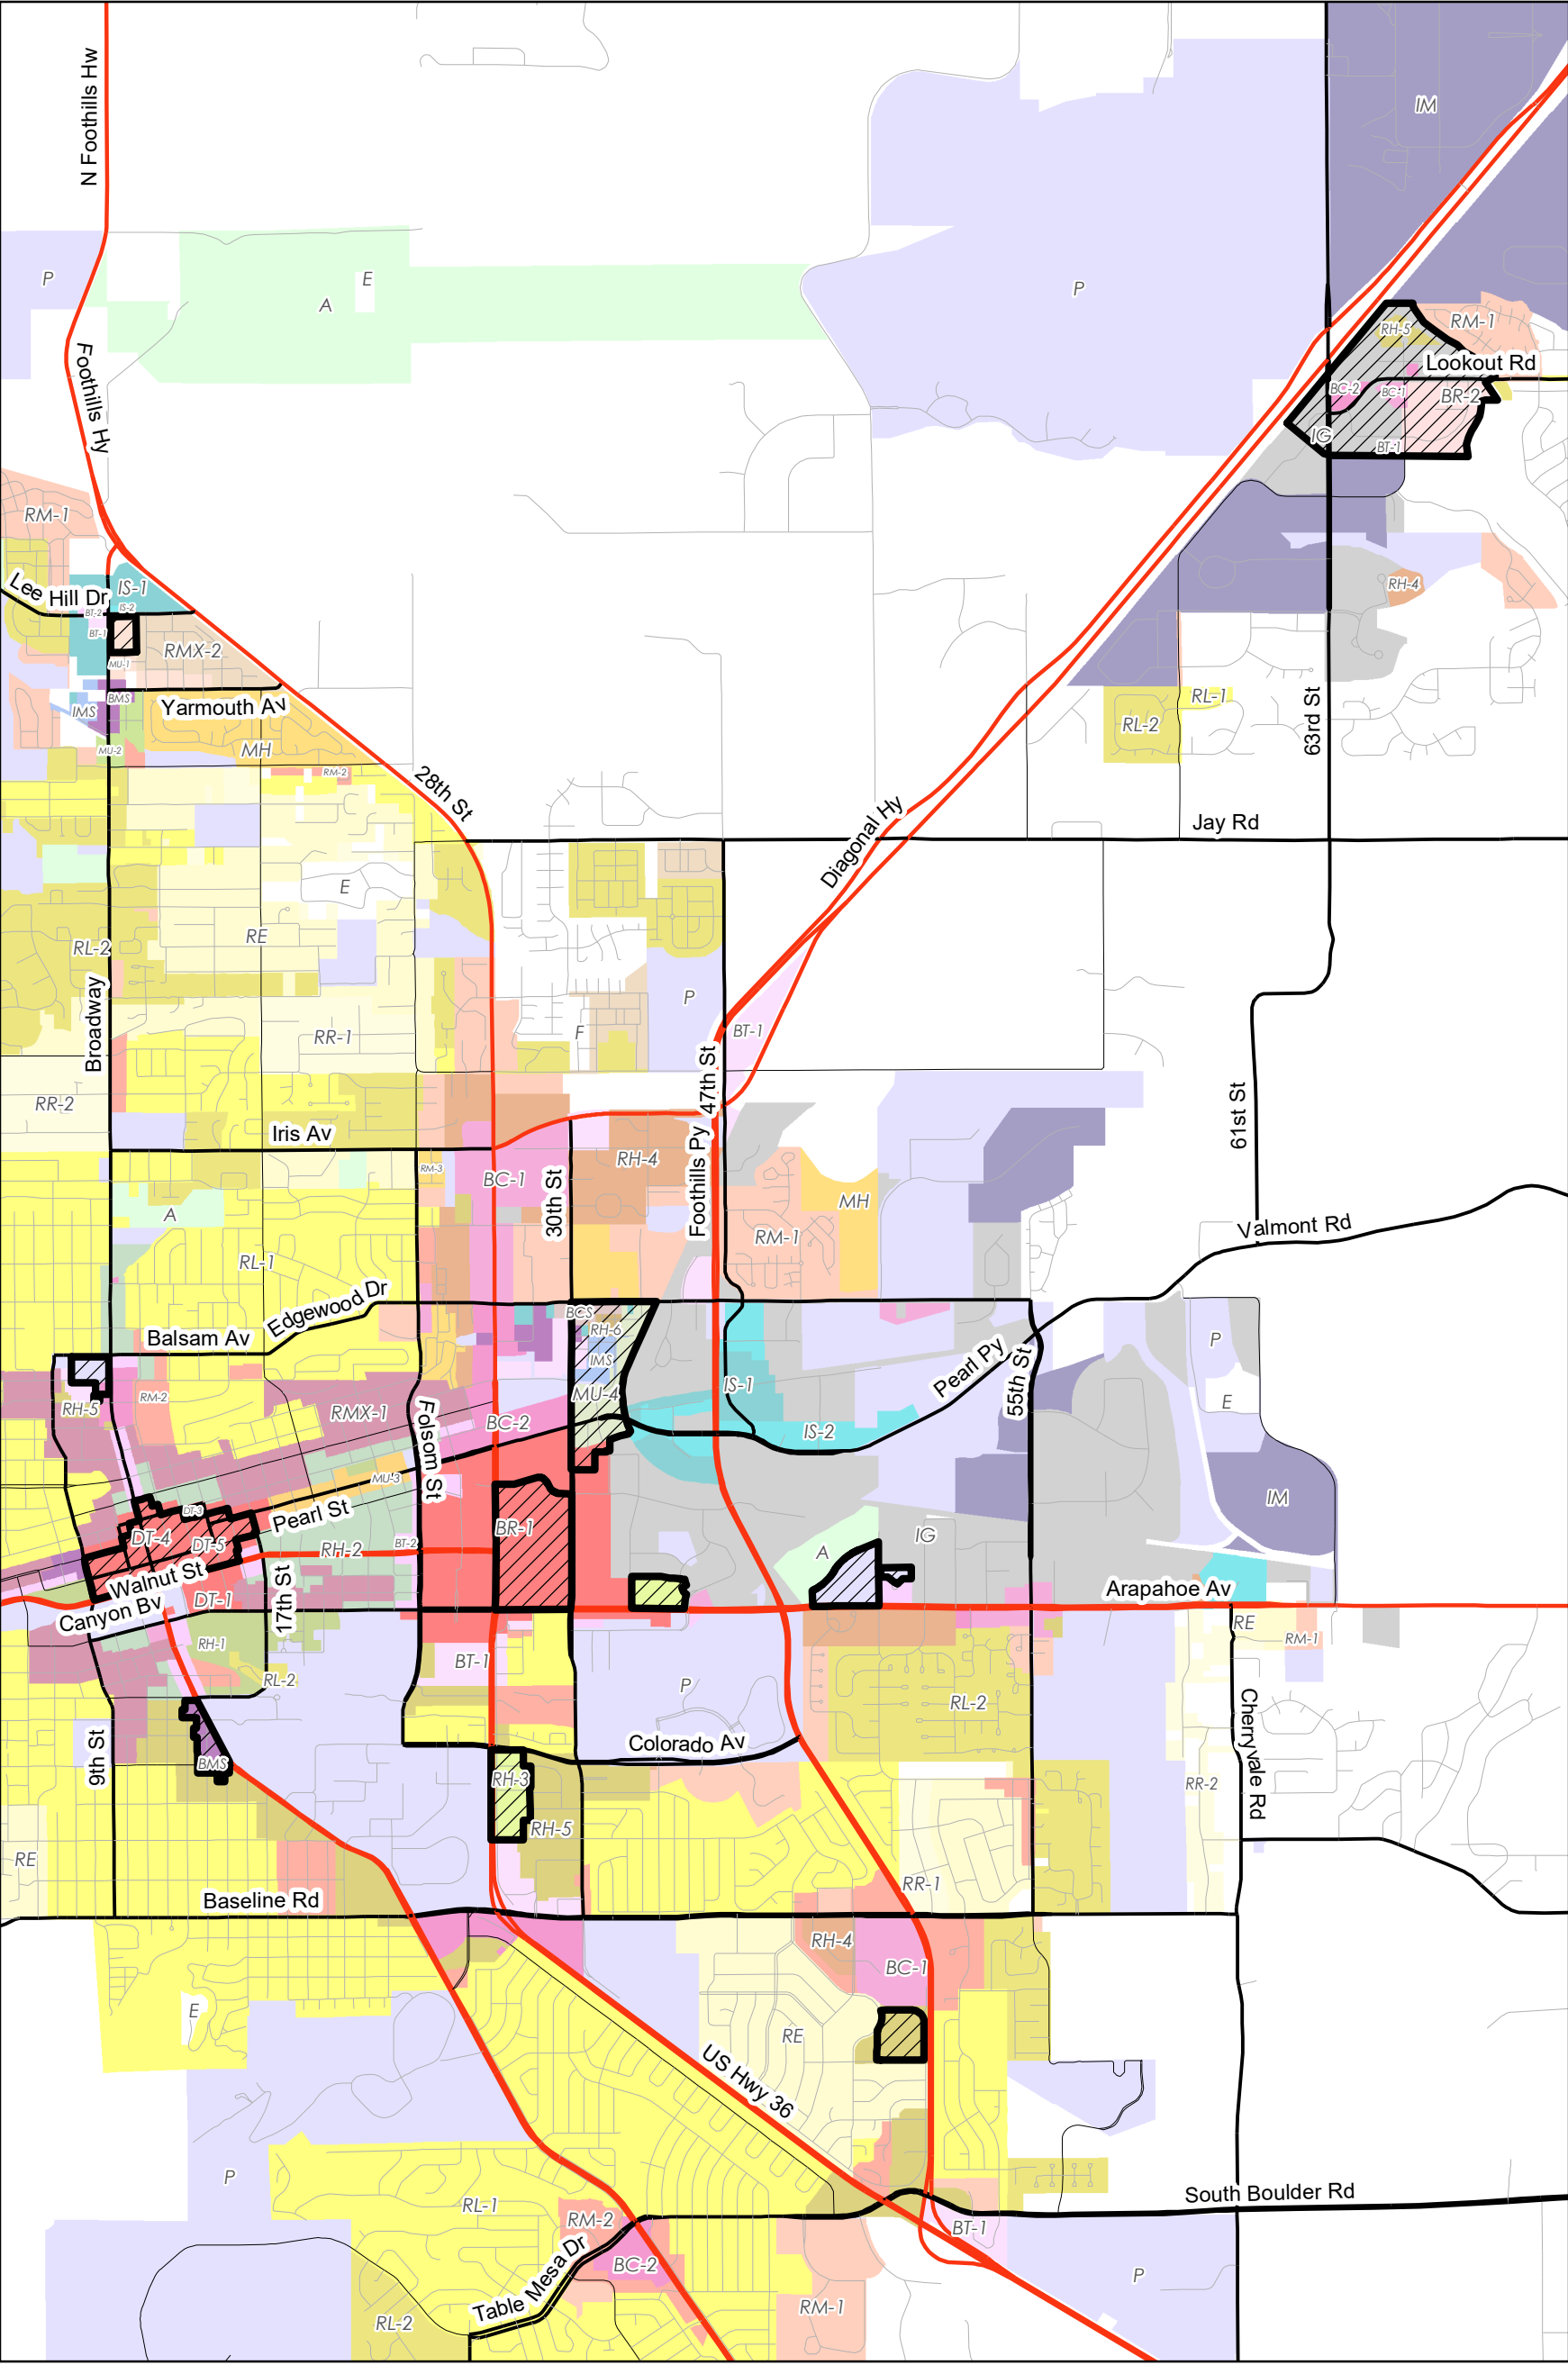 N Foothills Hw
IM
P
E
A
P
RH-5
RM-1
Lookout Rd
Foothills Hy
BC-2
BC-1
BR-2
IG
BT-1
RM-1
Lee Hill Dr
IS-1
IS-2
BT-2
BT-1
RMX-2
MU-1
RH-4
BMS
Yarmouth Av
IMS
MU-2
MH
RM-2
28th St
RL-1
RL-2
63rd St
Jay Rd
Diagonal Hy
E
RE
RL-2
Broadway
P
RR-1
F
BT-1
47th St
RR-2
Iris Av
61st St
RM-3
BC-1
RH-4
30th St
Foothills Py
MH
RM-1
A
RL-1
Valmont Rd
Edgewood Dr
Balsam Av
BCS
RH-6
IMS
MU-4
P
Pearl Py
55th St
IS-1
E
RH-5
RM-2
RMX-1
Folsom St
BC-2
IS-2
MU-3
IM
DT-3
Pearl St
DT-4
DT-5
BR-1
IG
RH-2
BT-2
A
Walnut St
17th St
DT-1
Arapahoe Av
Canyon Bv
RH-1
RE
RM-1
BT-1
RL-2
P
RL-2
Cherryvale Rd
9th St
Colorado Av
BMS
RH-3
RR-2
RH-5
RE
RR-1
Baseline Rd
RH-4
BC-1
E
RE
US Hwy 36
P
RL-1
South Boulder Rd
RM-2
BT-1
BC-2
P
Table Mesa Dr
RM-1
RL-2